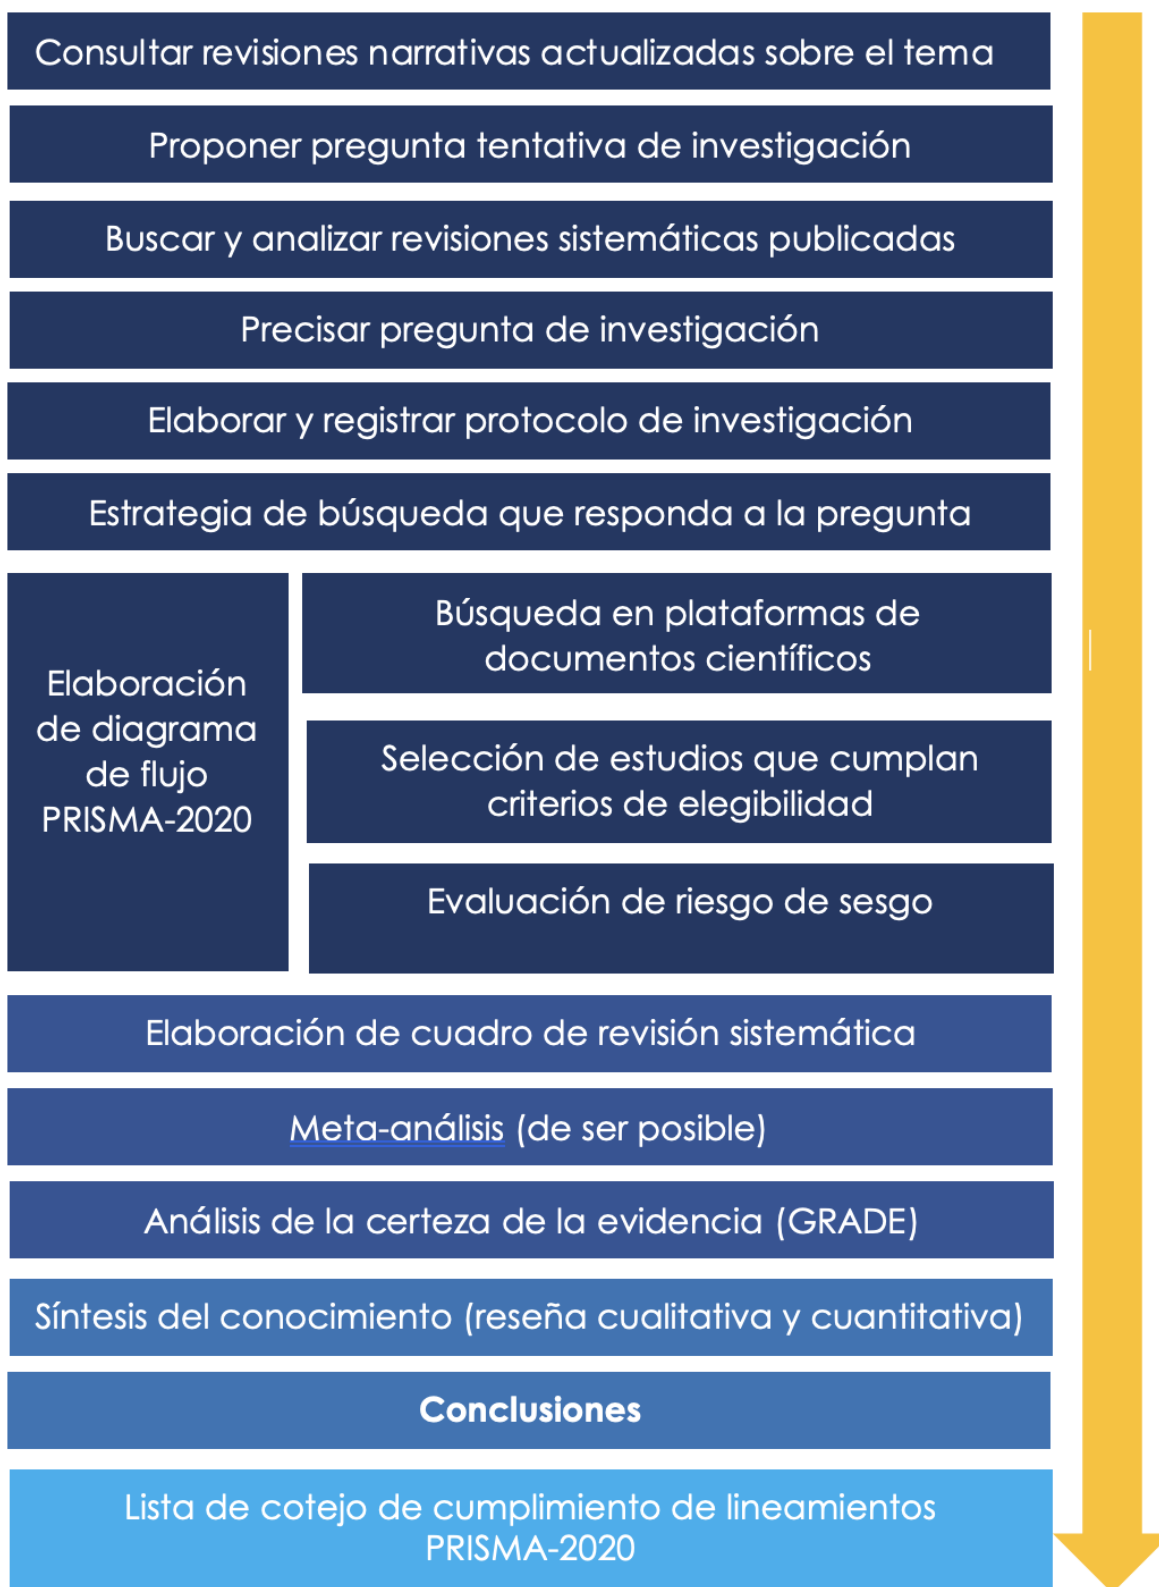 Consultar revisiones narrativas actualizadas sobre el tema
Proponer pregunta tentativa de investigación
Buscar y analizar revisiones sistemáticas publicadas
Precisar pregunta de investigación
Elaborar y registrar protocolo de investigación
Estrategia de búsqueda que responda a la pregunta
Elaboración
de diagrama
de flujo
PRISMA-2020
Búsqueda en plataformas de
documentos científicos
Selección de estudios que cumplan
criterios de elegibilidad
Evaluación de riesgo de sesgo
Elaboración de cuadro de revisión sistemática
Meta-análisis (de ser posible)
Análisis de la certeza de la evidencia (GRADE)
Síntesis del conocimiento (reseña cualitativa y cuantitativa)
Conclusiones
Lista de cotejo de cumplimiento de lineamientos
PRISMA-2020